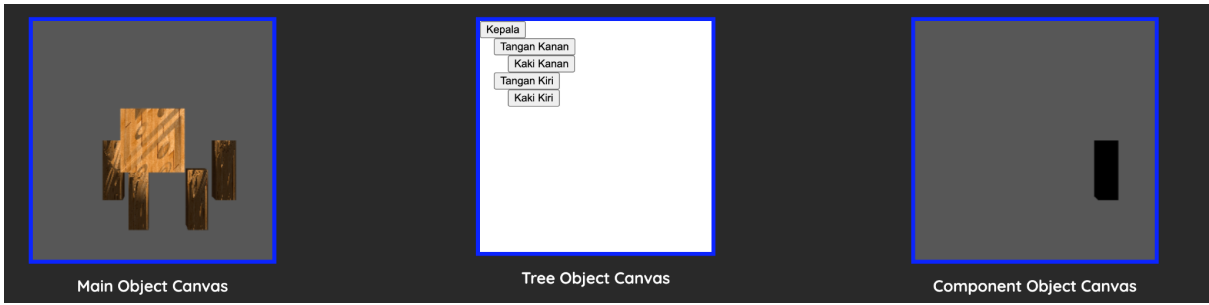 Kepala
Tangan Kanan
Kaki Kanan
Tangan Kiri
Kaki Kiri
Main Object Canvas
Tree Object Canvas
Component Object Canvas